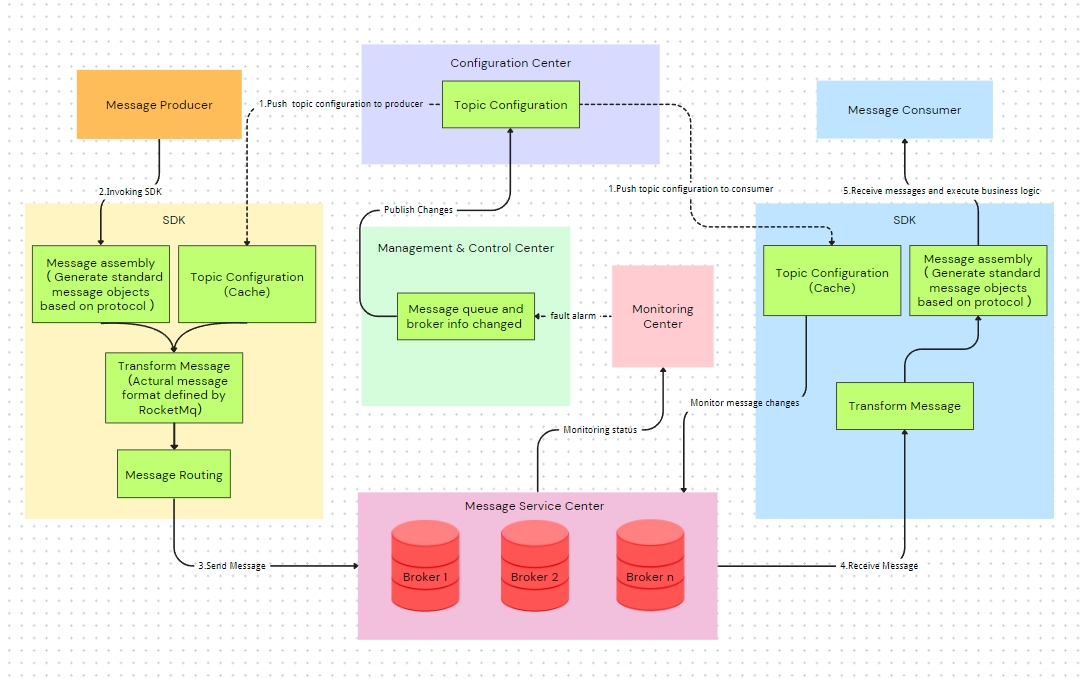 Configuration Center
Message Producer
1.Push topic configuration to producer
Topic Configuration
Message Consumer
2.Invoking SDK
1.Push topic configuration to consumer
5.Receive messages and execute business logic
Publish Changes
SDK
Message assembly
( Generate standard
message objects
based on protocol )
Topic Configuration
(Cache)
Transform Message
(Actural message
format defined by
RocketMq)
Message Routing
Management & Control Center
Message queue and
broker info changed
fault alarm
Monitoring
Center
SDK
Topic Configuration
(Cache)
Message assembly
( Generate standard
message objects
based on protocol )
Monitor message changes
Transform Message
Monitoring status
Message Service Center
Broker 1
Broker 2
Broker n
3.Send Message
4.Receive Message